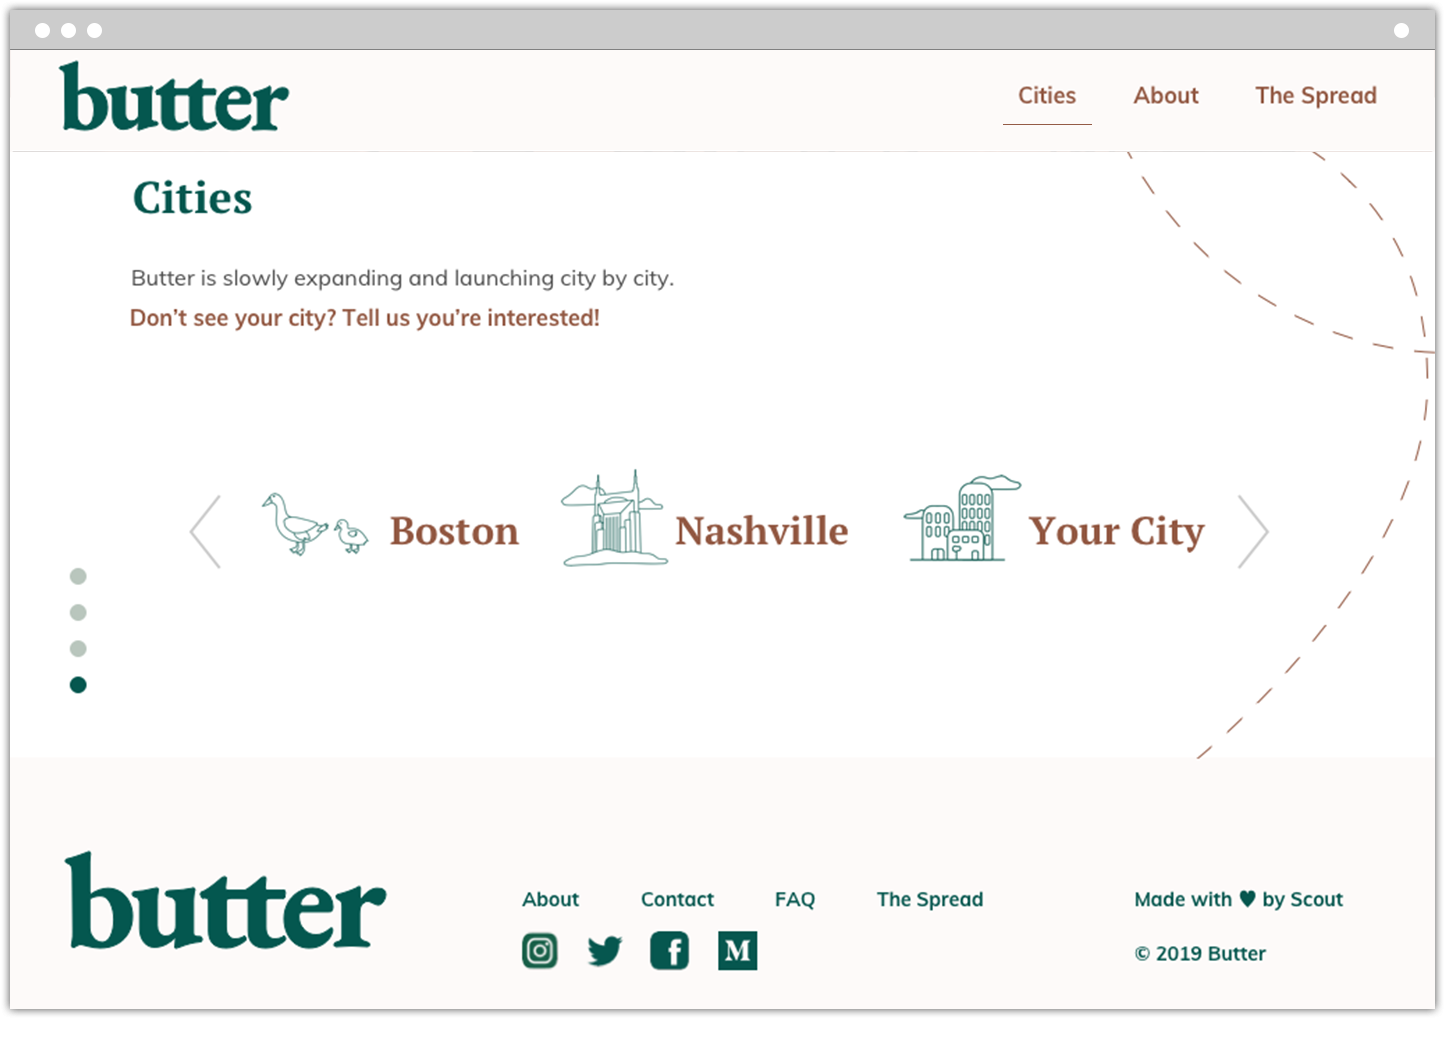 butter
Cities About The Spread
Cities
Butter is slowly expanding and launching city by city.
Don’t see your city? Tell us you’re interested!
Boston Nashville Your City
butter
About Contact FAQ The Spread
Made with ♥ by Scout
© 2019 Butter